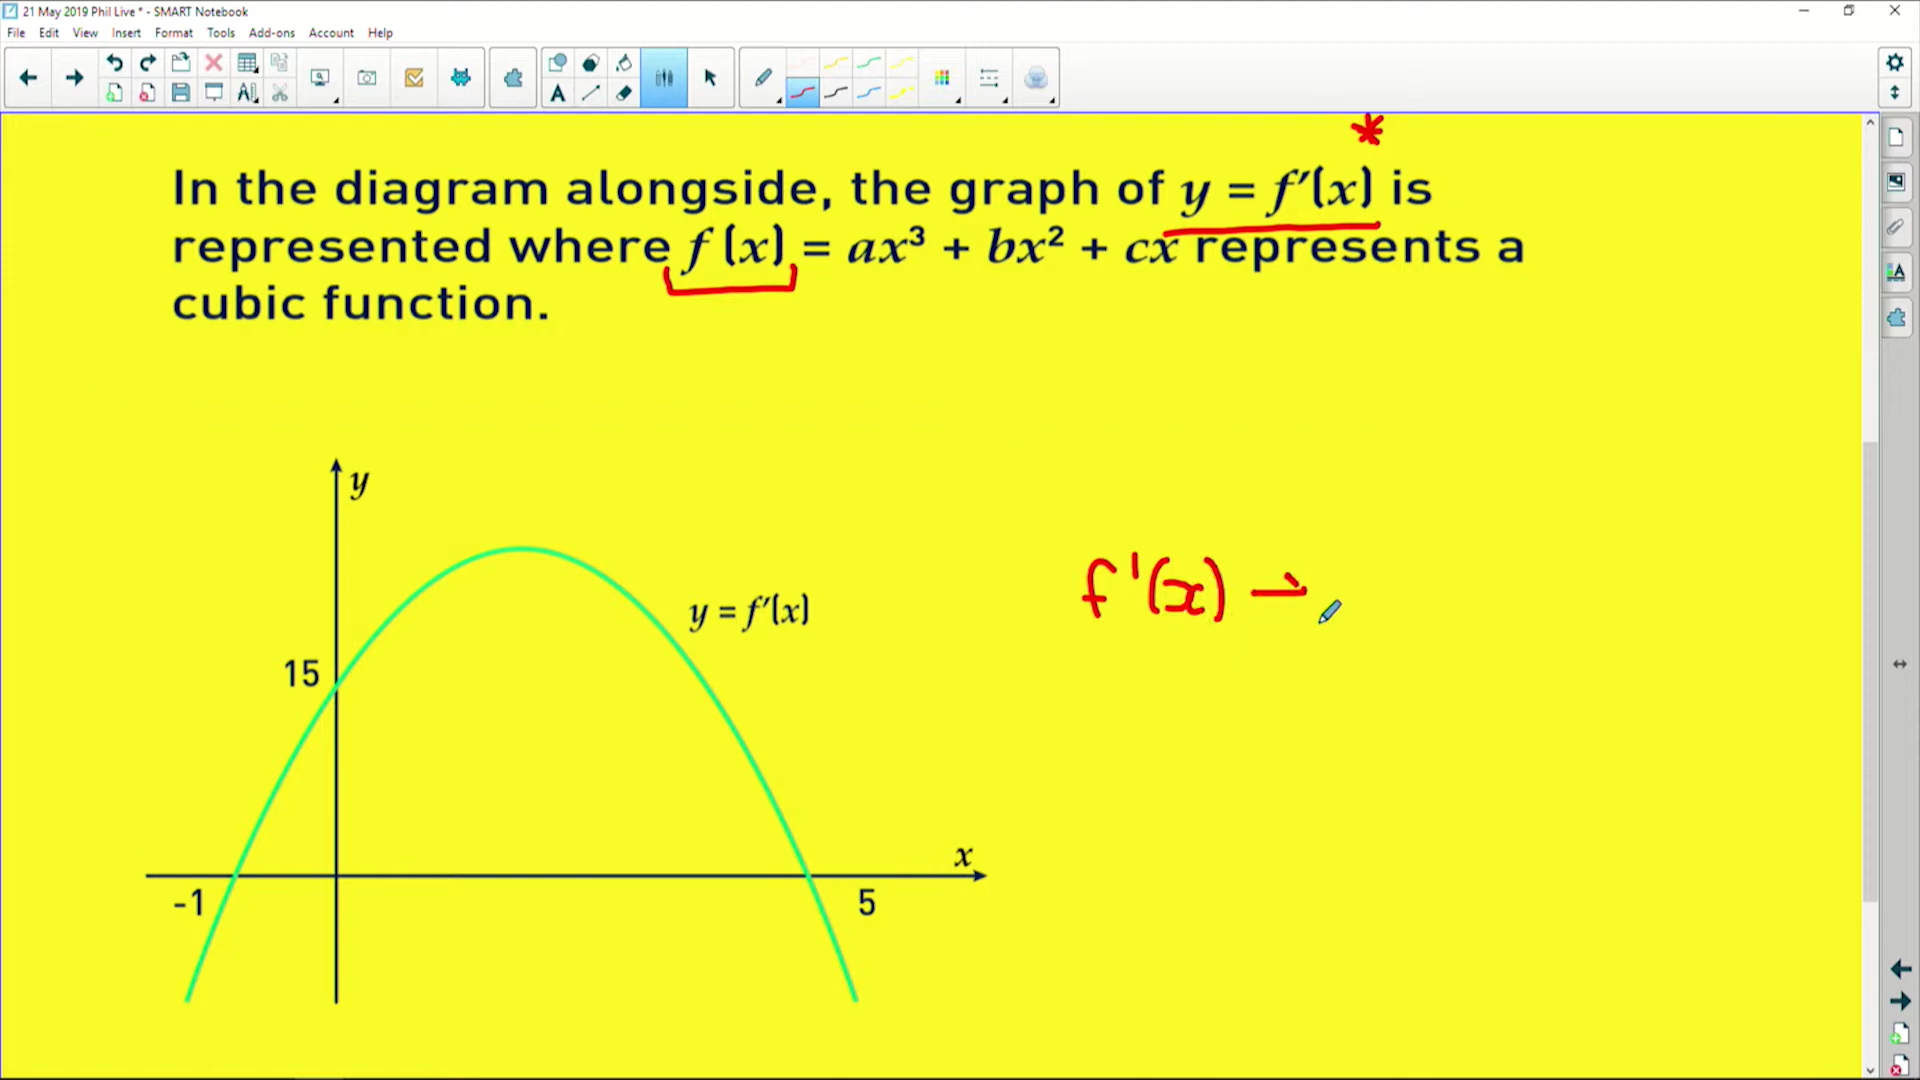 21 May 2019 Phil Live * - SMART Notebook
File Edit View Insert Format Tools Add-ons Account Help
*
In the diagram alongside, the graph of y = f′(x) is
represented where f (x) = ax³ + bx² + cx represents a
cubic function.
y
y = f′(x)
f'(x) →
15
x
-1
5